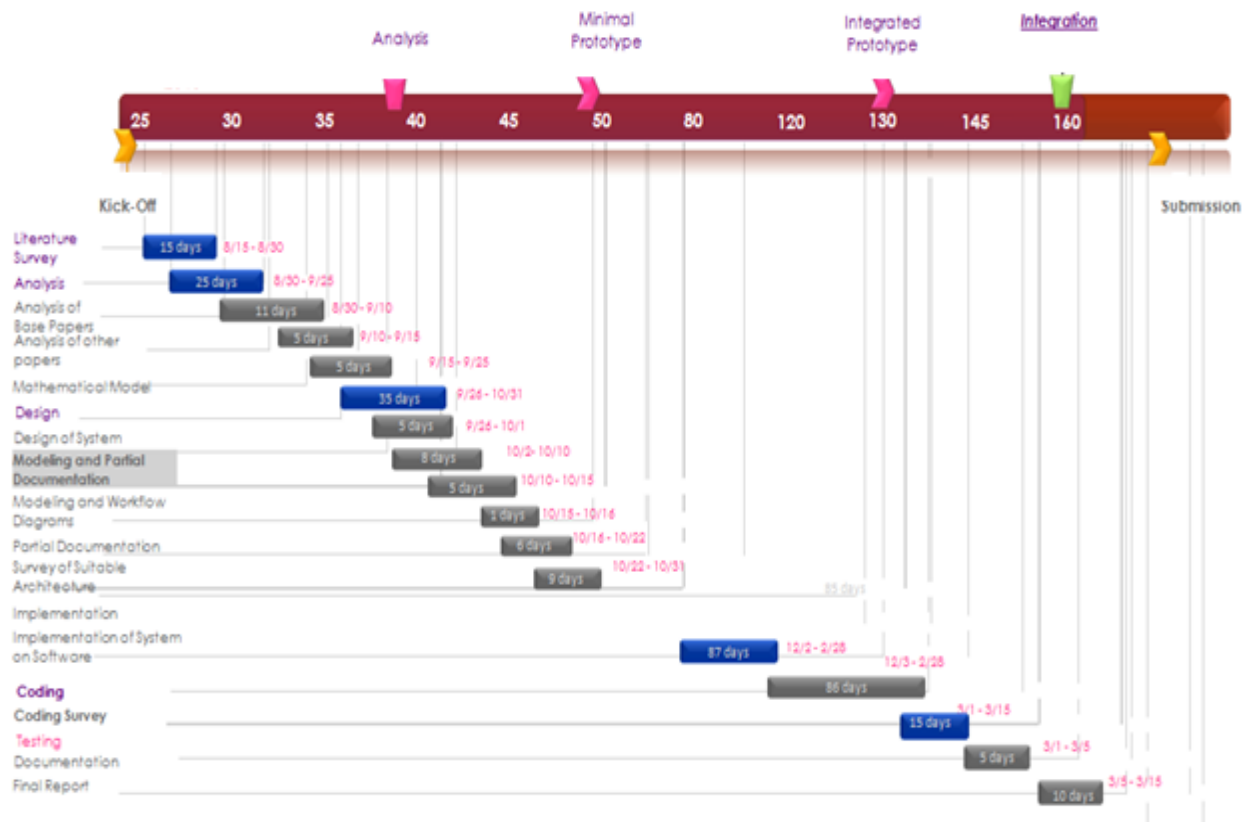 Analysis
Minimal
Prototype
Integrated
Prototype
Integration
25 30 35 40 45 50 80 120 130 145 160
Kick-Off
Submission
Literature
Survey
15 days
8/15 - 8/30
Analysis
25 days
8/30 - 9/25
Analysis of
Base Papers
11 days
8/30 - 9/10
Analysis of other
papers
5 days
9/10 - 9/15
5 days
9/15 - 9/25
Mathematical Model
35 days
9/26 - 10/31
Design
5 days
9/26 - 10/1
Design of System
8 days
10/2- 10/10
Modeling and Partial
Documentation
5 days
10/10 - 10/15
Modeling and Workflow
Diagrams
1 days
10/15 - 10/16
Partial Documentation
6 days
10/16 - 10/22
Survey of Suitable
Architecture
9 days
10/22 - 10/31
85 days
Implementation
Implementation of System
on Software
87 days
12/2 - 2/28
12/3 - 2/28
Coding
86 days
Coding Survey
15 days
3/1 - 3/15
Testing
Documentation
5 days
3/1 - 3/5
Final Report
10 days
3/5 - 3/15